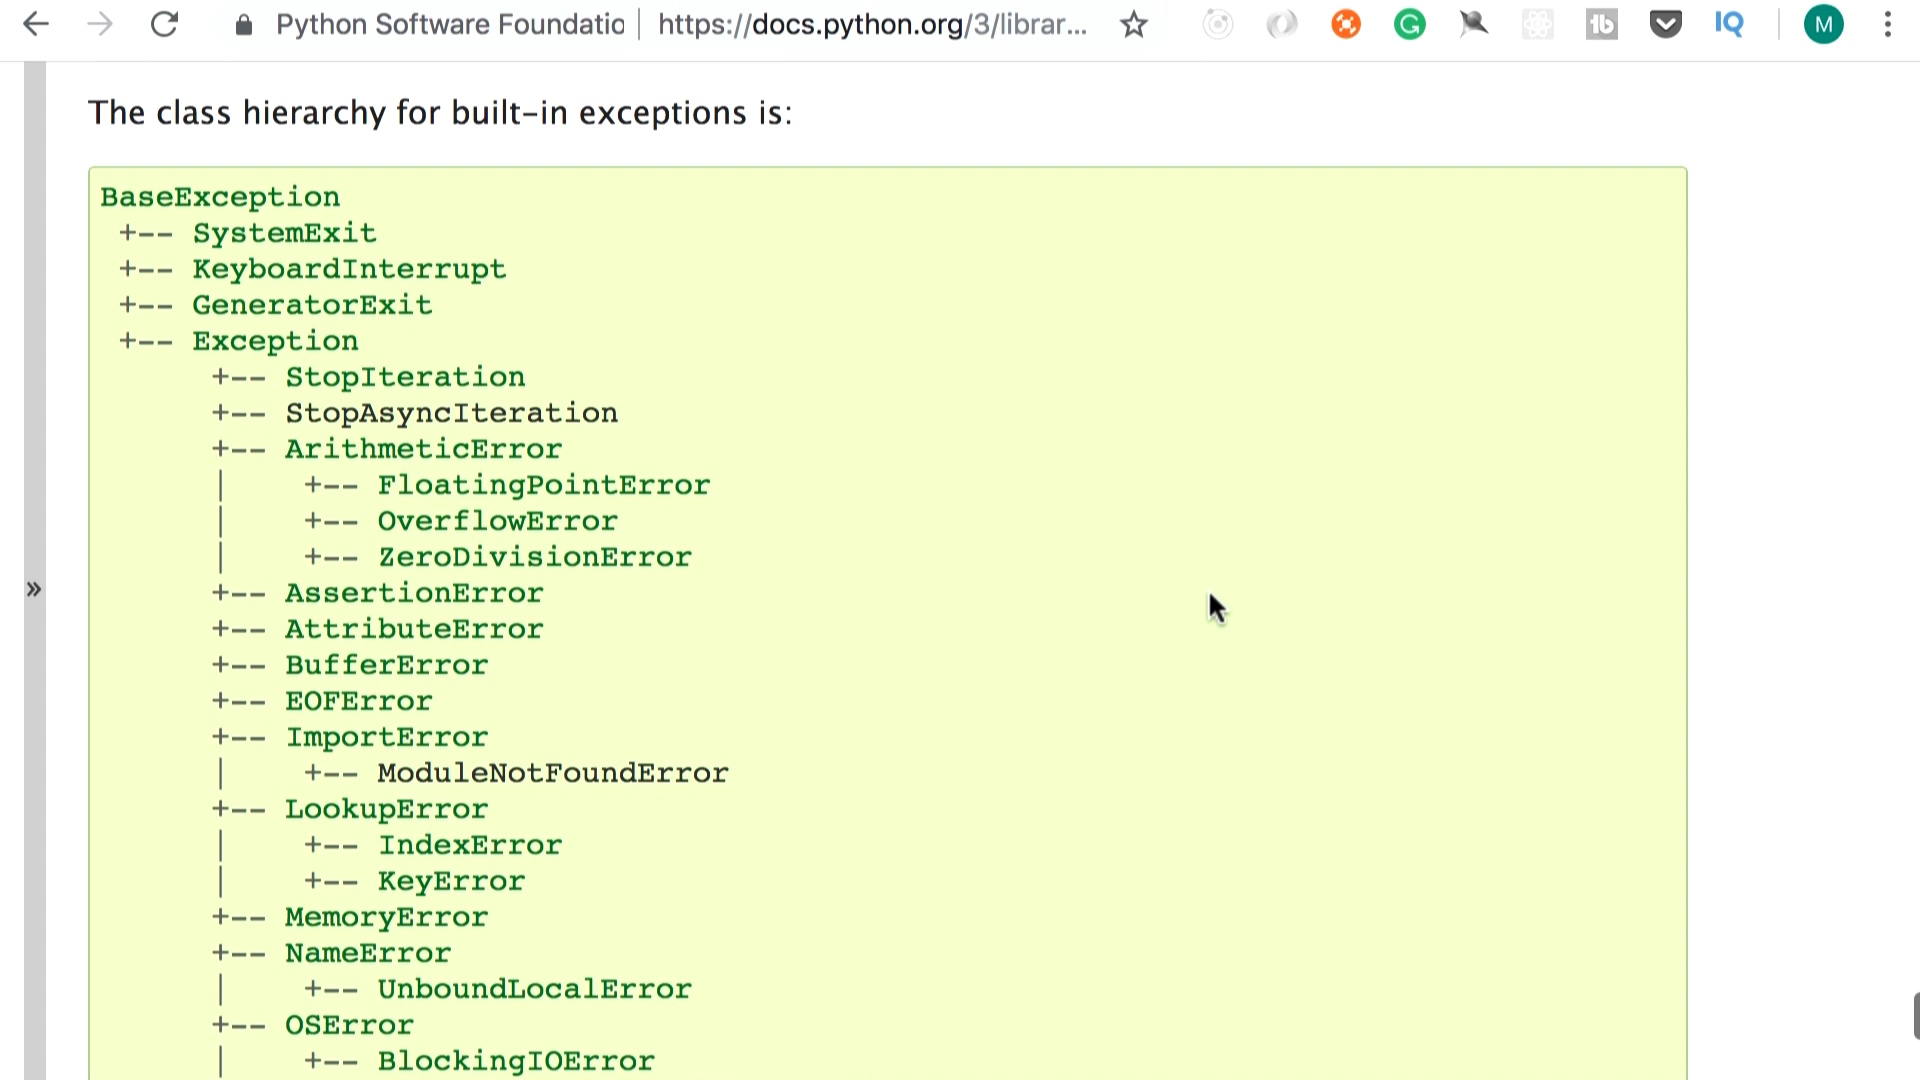 Python Software Foundatio | https://docs.python.org/3/librar...
G
1b
IQ
M
The class hierarchy for built-in exceptions is:
BaseException
 +-- SystemExit
 +-- KeyboardInterrupt
 +-- GeneratorExit
 +-- Exception
      +-- StopIteration
      +-- StopAsyncIteration
      +-- ArithmeticError
      |    +-- FloatingPointError
      |    +-- OverflowError
      |    +-- ZeroDivisionError
      +-- AssertionError
      +-- AttributeError
      +-- BufferError
      +-- EOFError
      +-- ImportError
      |    +-- ModuleNotFoundError
      +-- LookupError
      |    +-- IndexError
      |    +-- KeyError
      +-- MemoryError
      +-- NameError
      |    +-- UnboundLocalError
      +-- OSError
      |    +-- BlockingIOError
»